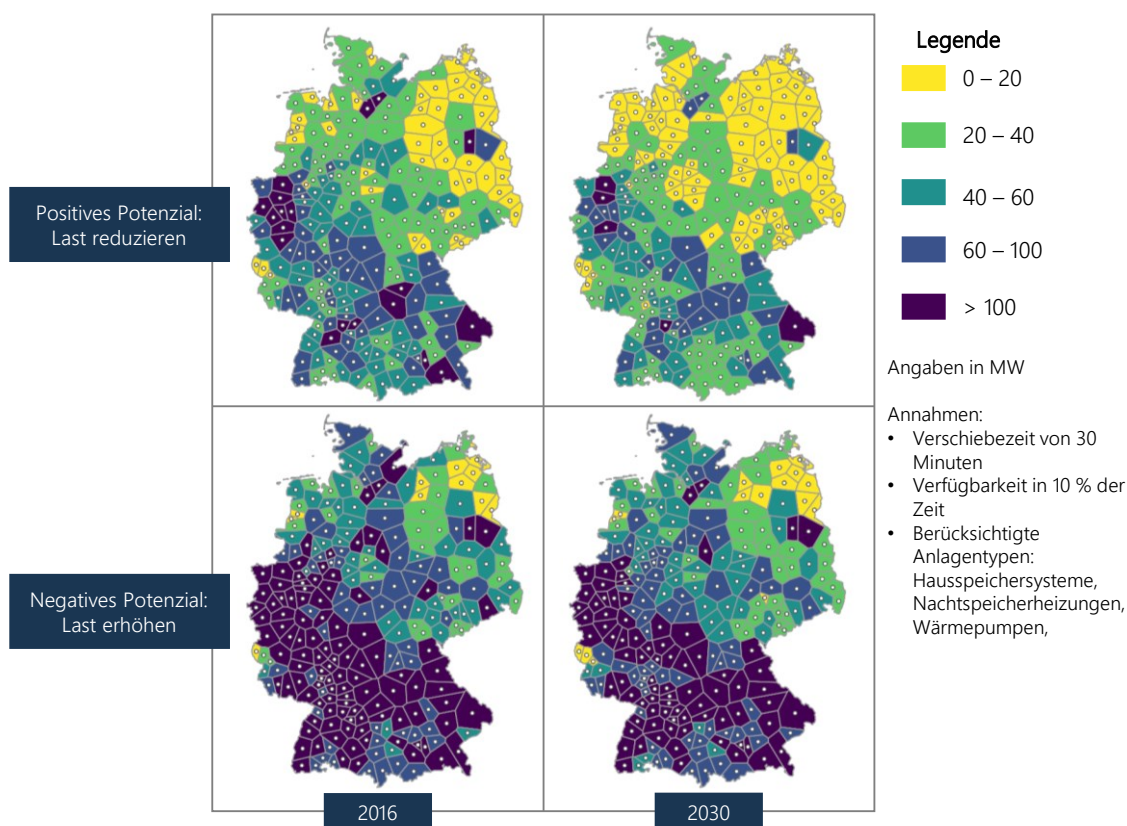 Legende
0 – 20
20 – 40
40 – 60
60 – 100
> 100
Angaben in MW
Annahmen:
• Verschiebezeit von 30
Minuten
• Verfügbarkeit in 10 % der
Zeit
• Berücksichtigte
Anlagentypen:
Hausspeichersysteme,
Nachtspeicherheizungen,
Wärmepumpen,
Positives Potenzial:
Last reduzieren
Negatives Potenzial:
Last erhöhen
2016
2030